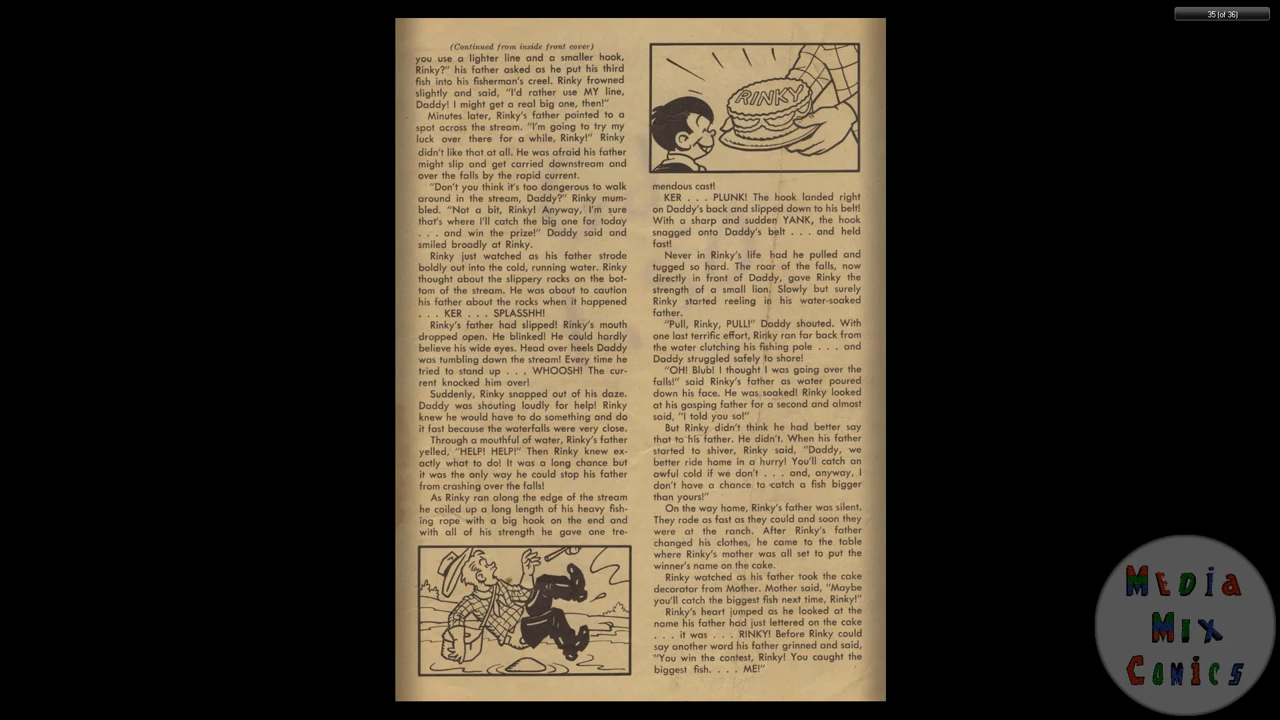 35 (of 36)
(Continued from inside front cover)
you use a lighter line and a smaller hook,
Rinky?" his father asked as he put his third
fish into his fisherman's creel. Rinky frowned
slightly and said, "I'd rather use MY line,
Daddy! I might get a real big one, then!"
Minutes later, Rinky's father pointed to a
spot across the stream. "I'm going to try my
luck over there for a while, Rinky!" Rinky
didn't like that at all. He was afraid his father
might slip and get carried downstream and
over the falls by the rapid current.
"Don't you think it's too dangerous to walk
around in the stream, Daddy?" Rinky mum-
bled. "Not a bit, Rinky! Anyway, I'm sure
that's where I'll catch the big one for today
. . . and win the prize!" Daddy said and
smiled broadly at Rinky.
Rinky just watched as his father strode
boldly out into the cold, running water. Rinky
thought about the slippery rocks on the bot-
tom of the stream. He was about to caution
his father about the rocks when it happened
. . . KER . . . SPLASSHH!
Rinky's father had slipped! Rinky's mouth
dropped open. He blinked! He could hardly
believe his wide eyes. Head over heels Daddy
was tumbling down the stream! Every time he
tried to stand up . . . WHOOSH! The cur-
rent knocked him over!
Suddenly, Rinky snapped out of his daze.
Daddy was shouting loudly for help! Rinky
knew he would have to do something and do
it fast because the waterfalls were very close.
Through a mouthful of water, Rinky's father
yelled, "HELP! HELP!" Then Rinky knew ex-
actly what to do! It was a long chance but
it was the only way he could stop his father
from crashing over the falls!
As Rinky ran along the edge of the stream
he coiled up a long length of his heavy fish-
ing rope with a big hook on the end and
with all of his strength he gave one tre-
RINKY
mendous cast!
KER . . . PLUNK! The hook landed right
on Daddy's back and slipped down to his belt!
With a sharp and sudden YANK, the hook
snagged onto Daddy's belt . . . and held
fast!
Never in Rinky's life had he pulled and
tugged so hard. The roar of the falls, now
directly in front of Daddy, gave Rinky the
strength of a small lion. Slowly but surely
Rinky started reeling in his water-soaked
father.
"Pull, Rinky, PULL!" Daddy shouted. With
one last terrific effort, Rinky ran far back from
the water clutching his fishing pole . . . and
Daddy struggled safely to shore!
"OH! Blub! I thought I was going over the
falls!" said Rinky's father as water poured
down his face. He was soaked! Rinky looked
at his gasping father for a second and almost
said, "I told you so!"
But Rinky didn't think he had better say
that to his father. He didn't. When his father
started to shiver, Rinky said, "Daddy, we
better ride home in a hurry! You'll catch an
awful cold if we don't . . . and, anyway, I
don't have a chance to catch a fish bigger
than yours!"
On the way home, Rinky's father was silent.
They rode as fast as they could and soon they
were at the ranch. After Rinky's father
changed his clothes, he came to the table
where Rinky's mother was all set to put the
winner's name on the cake.
Rinky watched as his father took the cake
decorator from Mother. Mother said, "Maybe
you'll catch the biggest fish next time, Rinky!"
Rinky's heart jumped as he looked at the
name his father had just lettered on the cake
. . . it was . . . RINKY! Before Rinky could
say another word his father grinned and said,
"You win the contest, Rinky! You caught the
biggest fish. . . . ME!"
MEDIA
MIX
COMICS